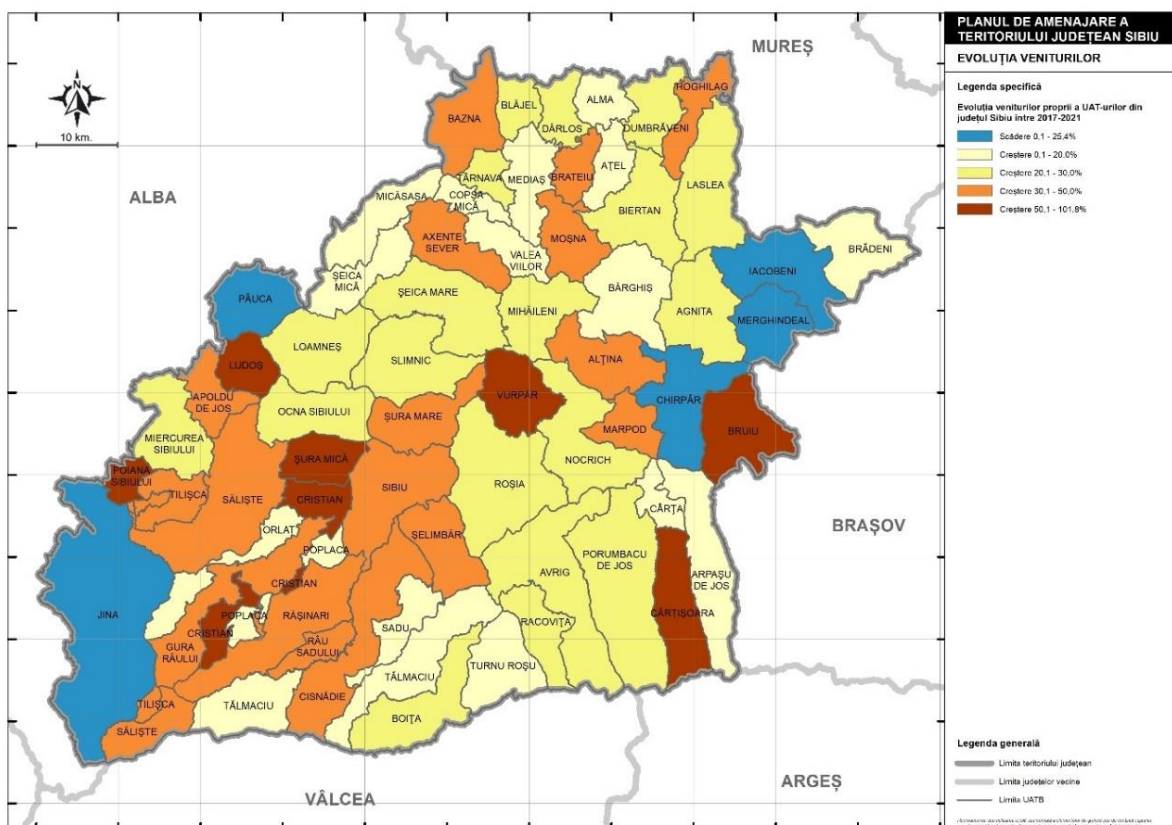 PLANUL DE AMENAJARE A
TERITORIULUI JUDEȚEAN SIBIU
EVOLUȚIA VENITURILOR
Legenda specifică
Evoluția veniturilor proprii a UAT-urilor din
județul Sibiu între 2017-2021
Scădere 0,1 - 25,4%
Creștere 0,1 - 20,0%
Creștere 20,1 - 30,0%
Creștere 30,1 - 50,0%
Creștere 50,1 - 101,8%
Legenda generală
Limita teritoriului județean
Limita județelor vecine
Limita UATB
N
10 km.
MUREȘ
ALBA
BRAȘOV
ARGEȘ
VÂLCEA
HOGHILAG
BLĂJEL
ALMA
BAZNA
DÂRLOS
DUMBRĂVENI
AȚEL
TÂRNAVA
MEDIAȘ
BRATEIU
LASLEA
MICĂSASA
COPȘA
MICĂ
BIERTAN
AXENTE
SEVER
MOȘNA
BRĂDENI
VALEA
VIILOR
IACOBENI
ȘEICA
MICĂ
BÂRGHIȘ
PĂUCA
ȘEICA MARE
MIHĂILENI
AGNITA
MERGHINDEAL
LOAMNEȘ
SLIMNIC
ALȚINA
LUDOȘ
VURPĂR
CHIRPĂR
APOLDU
DE JOS
OCNA SIBIULUI
ȘURA MARE
MARPOD
BRUIU
MIERCUREA
SIBIULUI
ȘURA MICĂ
NOCRICH
POIANA
SIBIULUI
SIBIU
TILIȘCA
SĂLIȘTE
CRISTIAN
ROȘIA
CÂRȚA
ORLAT
ȘELIMBĂR
POPLACA
PORUMBACU
DE JOS
ARPAȘU
DE JOS
AVRIG
CRISTIAN
JINA
CÂRȚIȘOARA
POPLACA
RĂȘINARI
RACOVIȚA
SADU
CRISTIAN
GURA
RÂULUI
RÂU
SADULUI
TURNU ROȘU
TĂLMACIU
CISNĂDIE
TILIȘCA
TĂLMACIU
BOIȚA
SĂLIȘTE